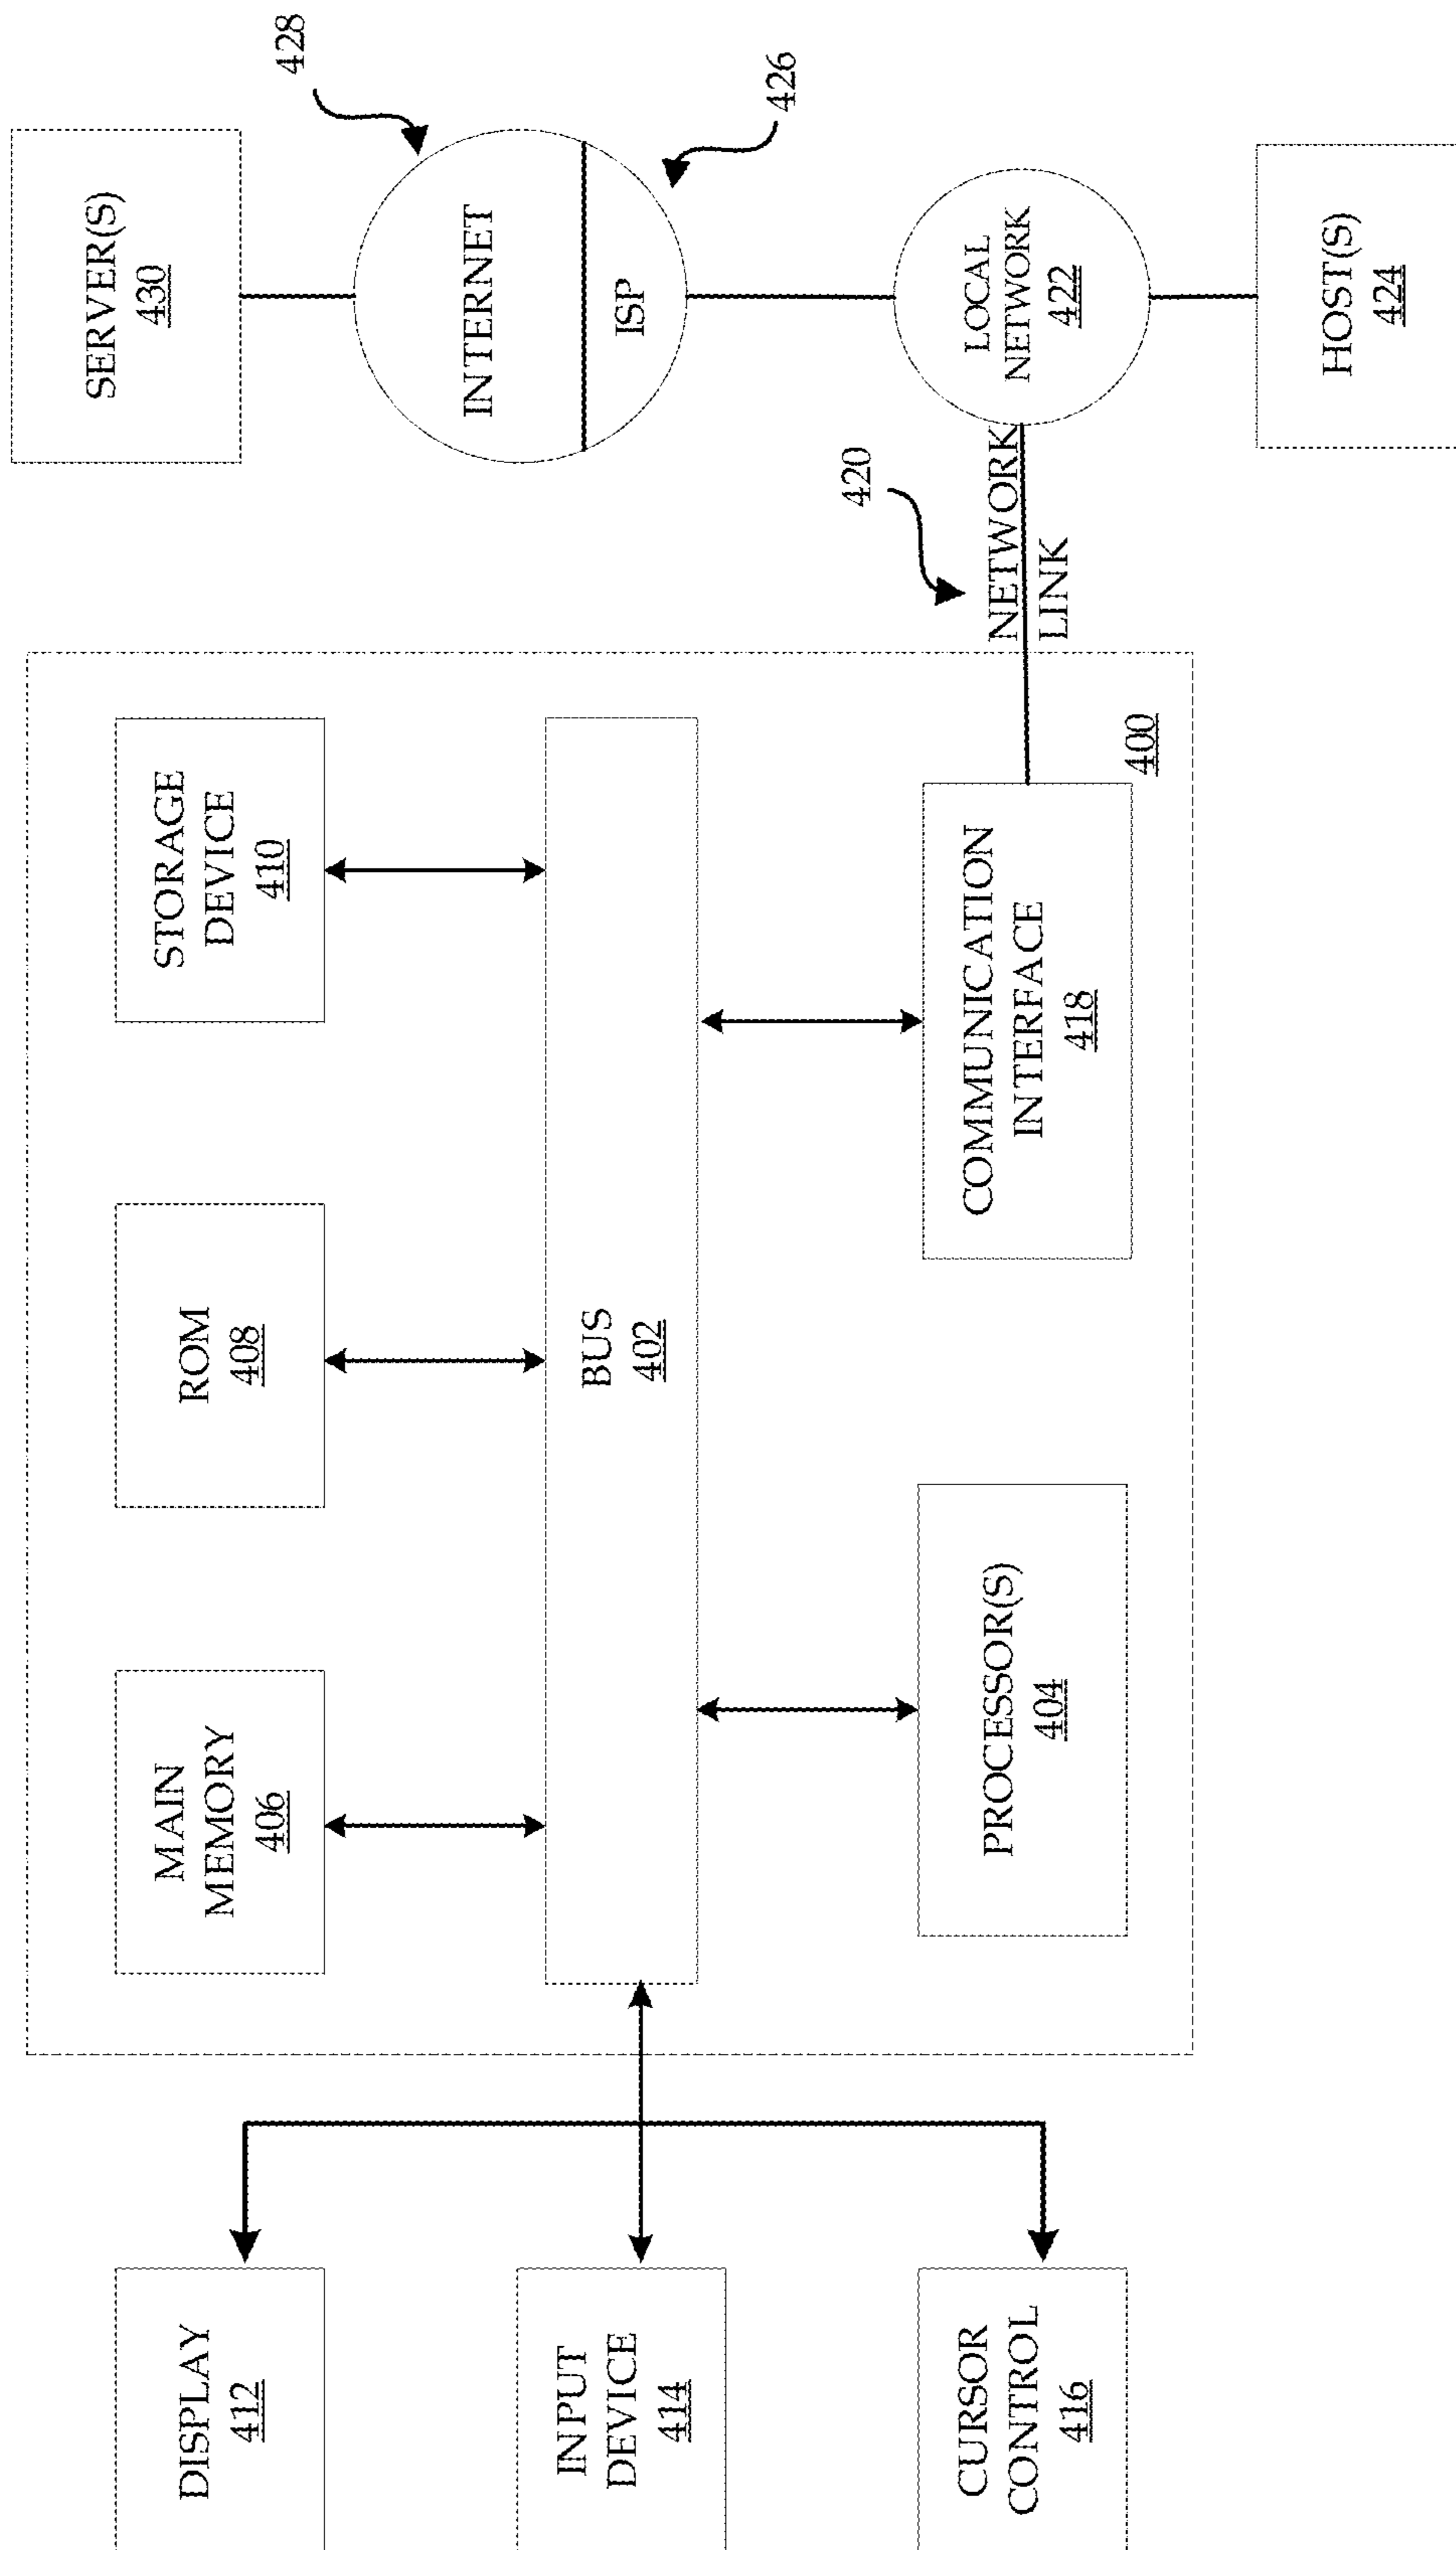 DISPLAY
412
INPUT
DEVICE
414
CURSOR
CONTROL
416
MAIN
MEMORY
406
ROM
408
STORAGE
DEVICE
410
BUS
402
PROCESSOR(S)
404
COMMUNICATION
INTERFACE
418
400
SERVER(S)
430
428
INTERNET
ISP
426
420
NETWORK
LINK
LOCAL
NETWORK
422
HOST(S)
424